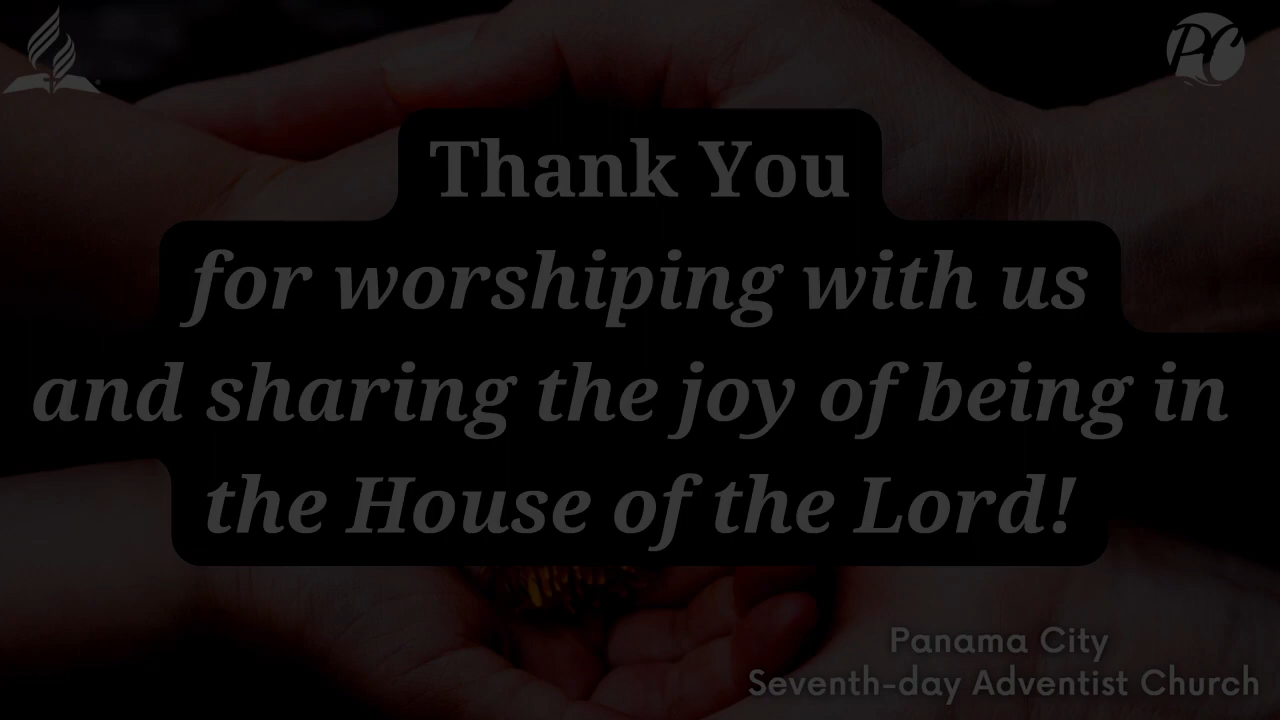 PC
Thank You
for worshiping with us
and sharing the joy of being in
the House of the Lord!
Panama City
Seventh-day Adventist Church